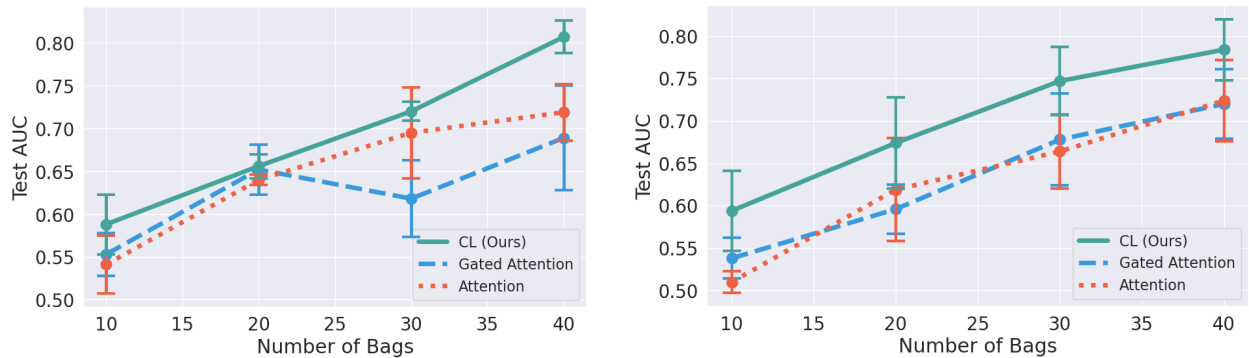 0.80
0.75
0.70
0.65
0.60
0.55
0.50
Test AUC
10 15 20 25 30 35 40
Number of Bags
CL (Ours)
Gated Attention
Attention
0.80
0.75
0.70
0.65
0.60
0.55
0.50
Test AUC
10 15 20 25 30 35 40
Number of Bags
CL (Ours)
Gated Attention
Attention